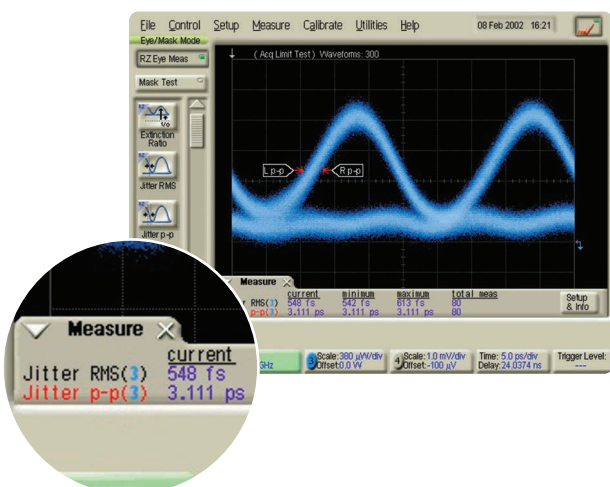 File Control Setup Measure Calibrate Utilities Help 08 Feb 2002 16:21
Eye/Mask Mode
RZ Eye Meas
( Acq Limit Test ) Waveforms: 300
Mask Test
Extinction
Ratio
Jitter RMS
Jitter p-p
L p-p R p-p
Measure
current minimum maximum total meas
r RMS(3) 548 fs 542 fs 613 fs 80
r p-p(3) 3.111 ps 3.111 ps 3.111 ps 80
Setup
& Info
GHz
3 Scale: 380 µW/div
Offset: 0.0 W
4 Scale: 1.0 mV/div
Offset: -100 µV
Time: 5.0 ps/div
Delay: 24.0374 ns
Trigger Level:
---
Measure
current
Jitter RMS(3) 548 fs
Jitter p-p(3) 3.111 ps